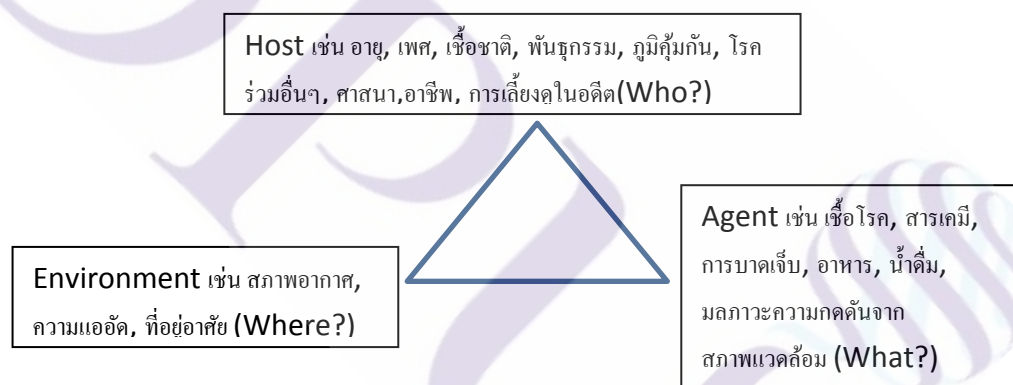 Host เช่น อายุ, เพศ, เชื้อชาติ, พันธุกรรม, ภูมิคุ้มกัน, โรค
ร่วมอื่นๆ, ศาสนา,อาชีพ, การเลี้ยงดูในอดีต(Who?)
Environment เช่น สภาพอากาศ,
ความแออัด, ที่อยู่อาศัย (Where?)
Agent เช่น เชื้อโรค, สารเคมี,
การบาดเจ็บ, อาหาร, น้ำดื่ม,
มลภาวะความกดดันจาก
สภาพแวดล้อม (What?)